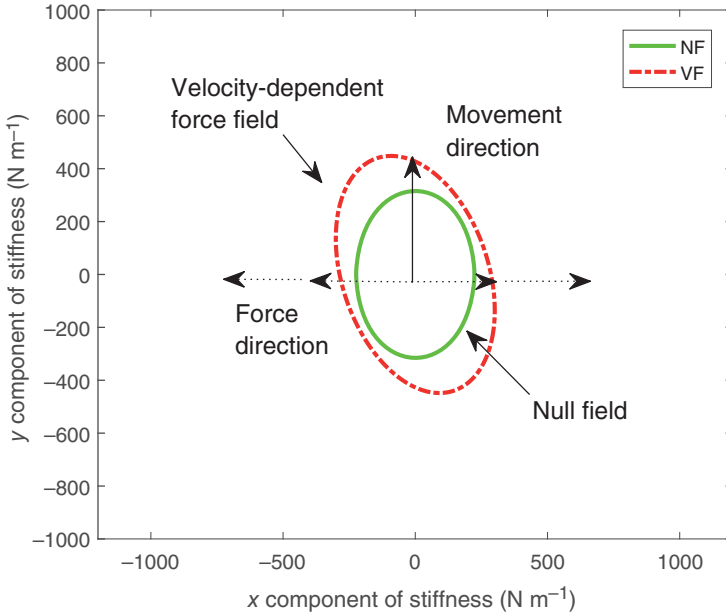 1000
800
600
400
200
0
−200
−400
−600
−800
−1000
y component of stiffness (N m−1)
NF
VF
Velocity-dependent
force field
Movement
direction
Force
direction
Null field
−1000
−500
0
500
1000
x component of stiffness (N m−1)